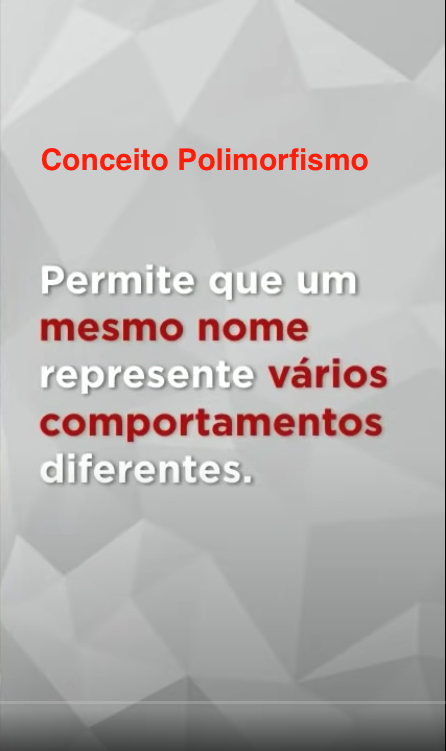 Conceito Polimorfismo
Permite que um
mesmo nome
represente vários
comportamentos
diferentes.